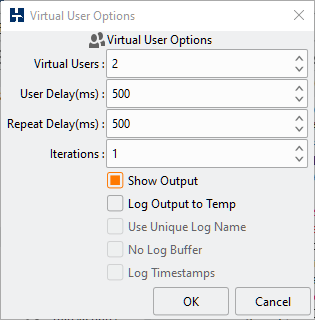 Virtual User Options
Virtual User Options
Virtual Users : 2
User Delay(ms) : 500
Repeat Delay(ms) : 500
Iterations : 1
Show Output
Log Output to Temp
Use Unique Log Name
No Log Buffer
Log Timestamps
OK Cancel